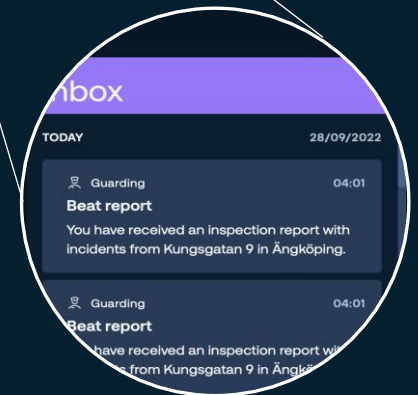 nbox
TODAY 28/09/2022
Guarding 04:01
Beat report
You have received an inspection report with
incidents from Kungsgatan 9 in Ängköping.
Guarding 04:01
Beat report
have received an inspection report
from Kungsgatan 9 in